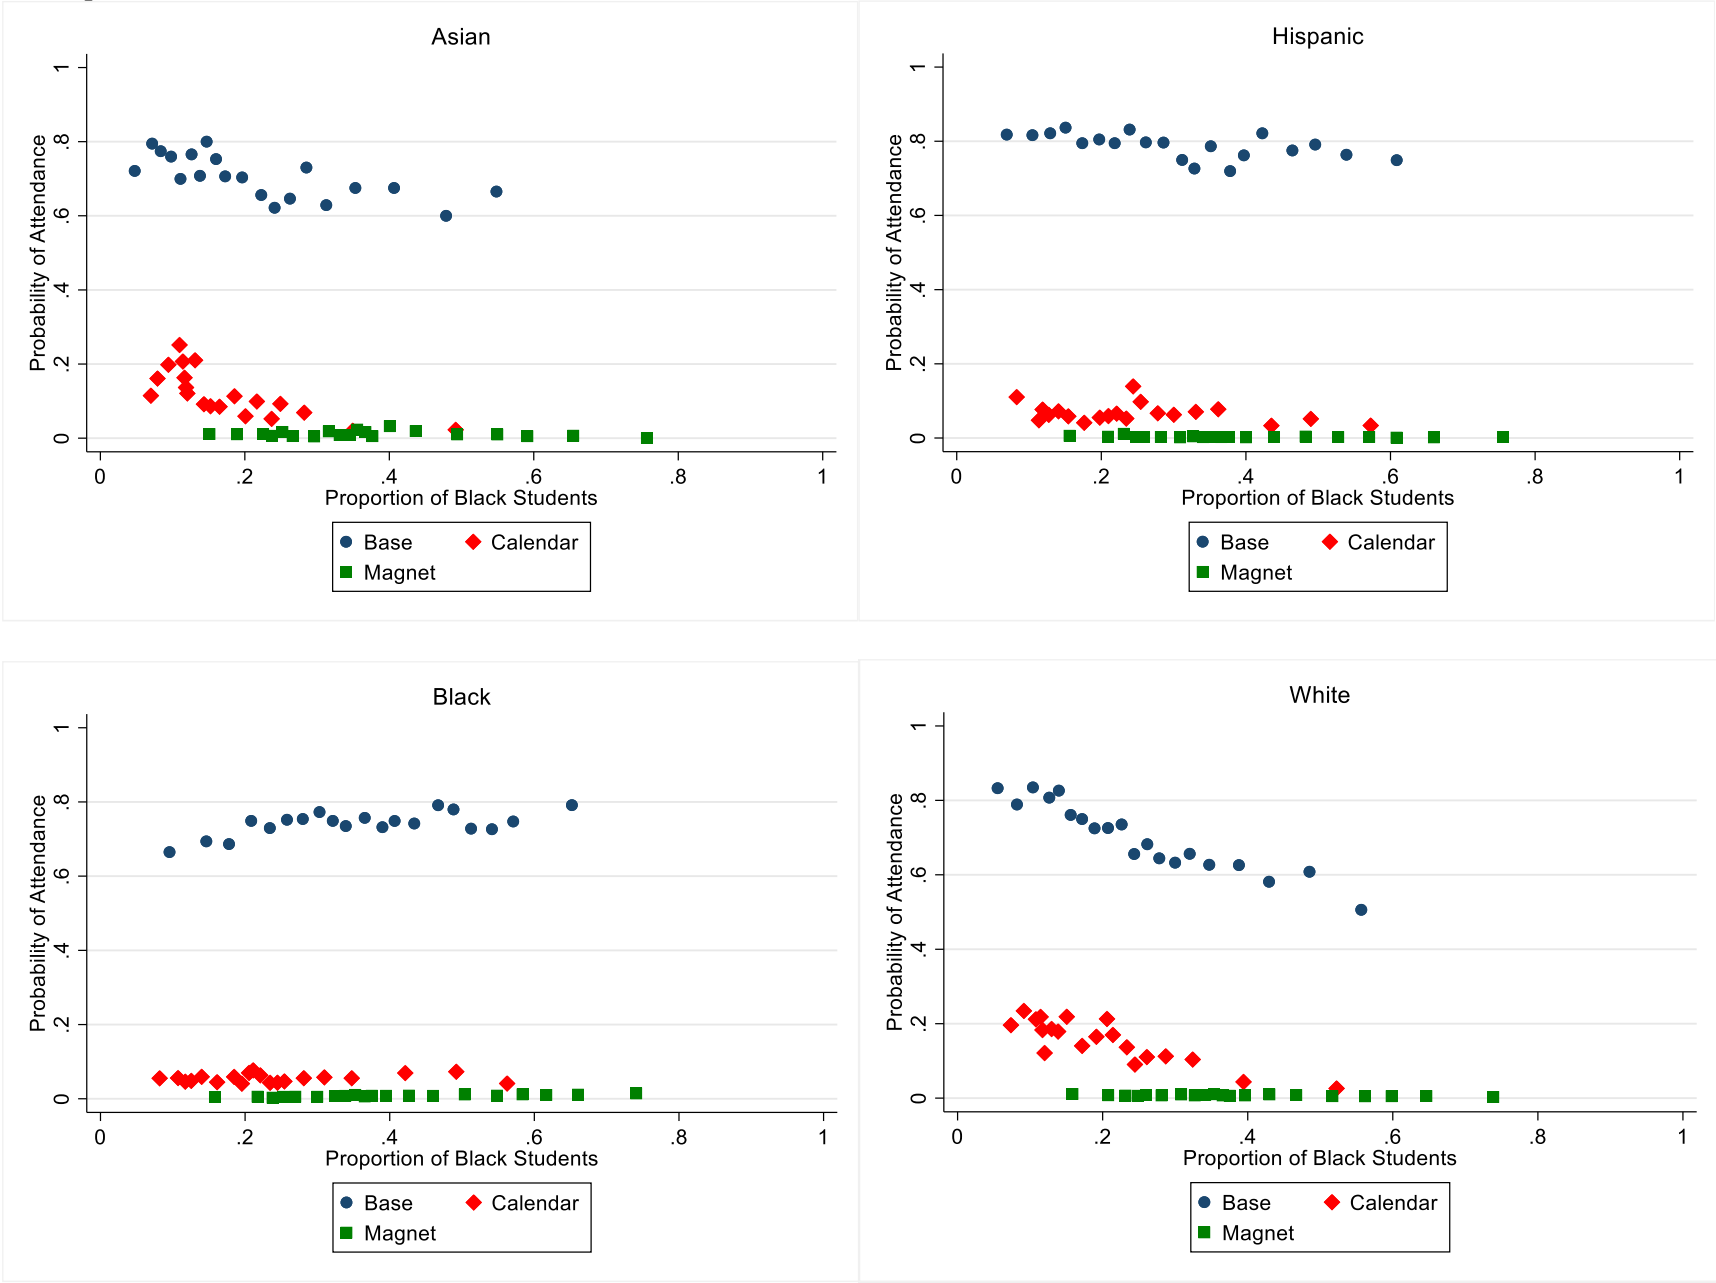 Asian
Probability of Attendance
1
.8
.6
.4
.2
0
0 .2 .4 .6 .8 1
Proportion of Black Students
Base Calendar
Magnet
Hispanic
Probability of Attendance
1
.8
.6
.4
.2
0
0 .2 .4 .6 .8 1
Proportion of Black Students
Base Calendar
Magnet
Black
Probability of Attendance
1
.8
.6
.4
.2
0
0 .2 .4 .6 .8 1
Proportion of Black Students
Base Calendar
Magnet
White
Probability of Attendance
1
.8
.6
.4
.2
0
0 .2 .4 .6 .8 1
Proportion of Black Students
Base Calendar
Magnet